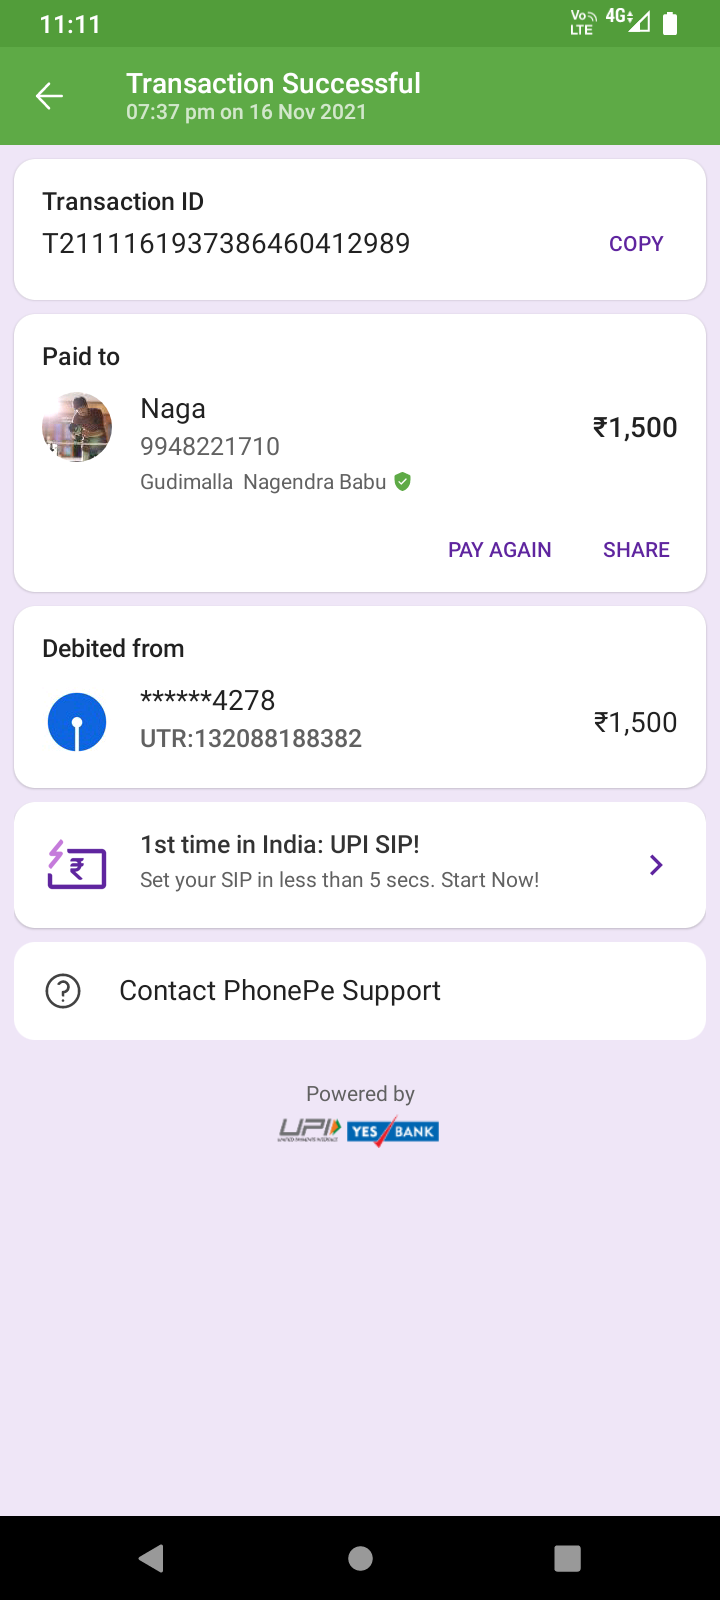 11:11
Vo LTE 4G
Transaction Successful
07:37 pm on 16 Nov 2021
Transaction ID
T2111161937386460412989
COPY
Paid to
Naga
9948221710
₹1,500
Gudimalla  Nagendra Babu
PAY AGAIN SHARE
Debited from
******4278
UTR:132088188382
₹1,500
1st time in India: UPI SIP!
Set your SIP in less than 5 secs. Start Now!
Contact PhonePe Support
Powered by
UPI YES BANK
UNIFIED PAYMENTS INTERFACE